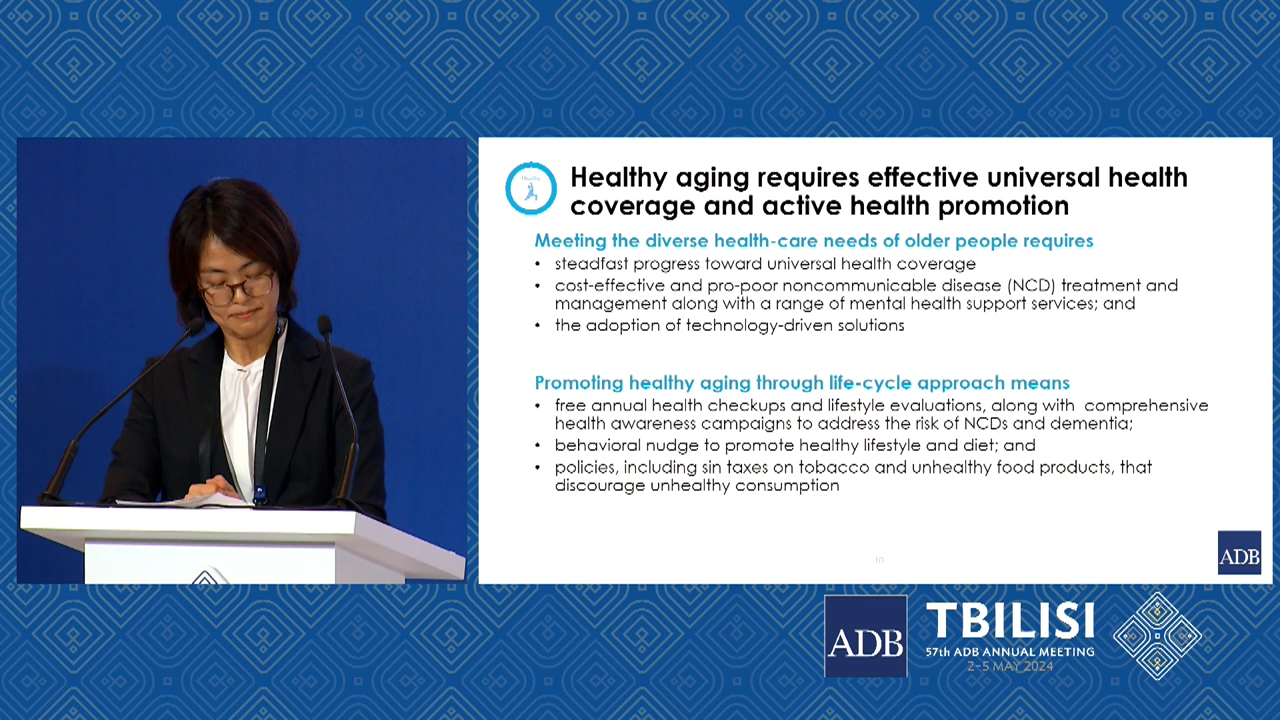 Healthy aging requires effective universal health
coverage and active health promotion
Meeting the diverse health-care needs of older people requires
• steadfast progress toward universal health coverage
• cost-effective and pro-poor noncommunicable disease (NCD) treatment and
management along with a range of mental health support services; and
• the adoption of technology-driven solutions
Promoting healthy aging through life-cycle approach means
• free annual health checkups and lifestyle evaluations, along with comprehensive
health awareness campaigns to address the risk of NCDs and dementia;
• behavioral nudge to promote healthy lifestyle and diet; and
• policies, including sin taxes on tobacco and unhealthy food products, that
discourage unhealthy consumption
ADB
ADB
TBILISI
57th ADB ANNUAL MEETING
2–5 MAY 2024